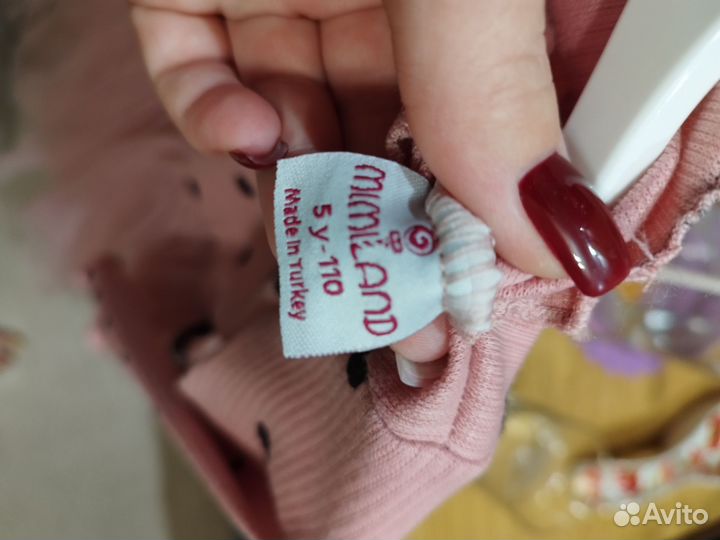 MIMILAND
5 y-110
Made In Turkey
Avito